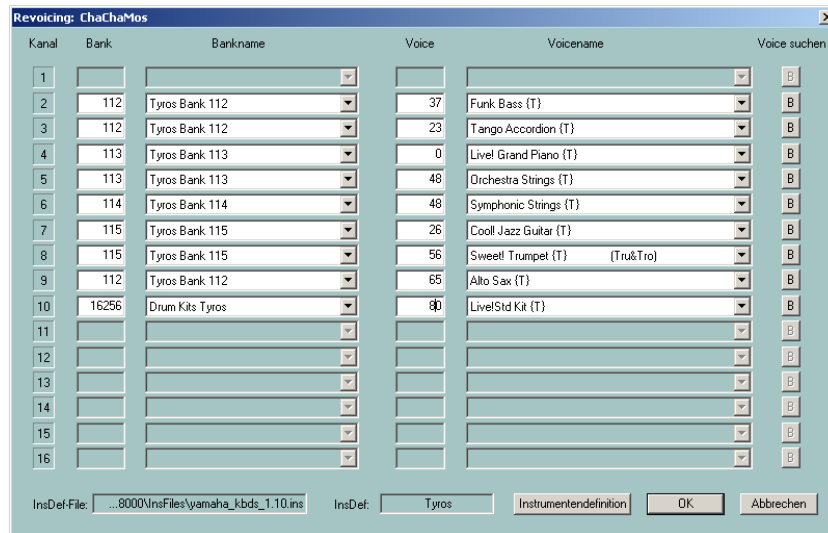 Revoicing: ChaChaMos
Kanal Bank Bankname Voice Voicename Voice suchen
1 B
2 112 Tyros Bank 112 37 Funk Bass {T} B
3 112 Tyros Bank 112 23 Tango Accordion {T} B
4 113 Tyros Bank 113 0 Live! Grand Piano {T} B
5 113 Tyros Bank 113 48 Orchestra Strings {T} B
6 114 Tyros Bank 114 48 Symphonic Strings {T} B
7 115 Tyros Bank 115 26 Cool! Jazz Guitar {T} B
8 115 Tyros Bank 115 56 Sweet! Trumpet {T} (Tru&Tro) B
9 112 Tyros Bank 112 65 Alto Sax {T} B
10 16256 Drum Kits Tyros 80 Live!Std Kit {T} B
11 B
12 B
13 B
14 B
15 B
16 B
InsDef-File: ...8000\InsFiles\yamaha_kbds_1.10.ins InsDef: Tyros Instrumentendefinition OK Abbrechen